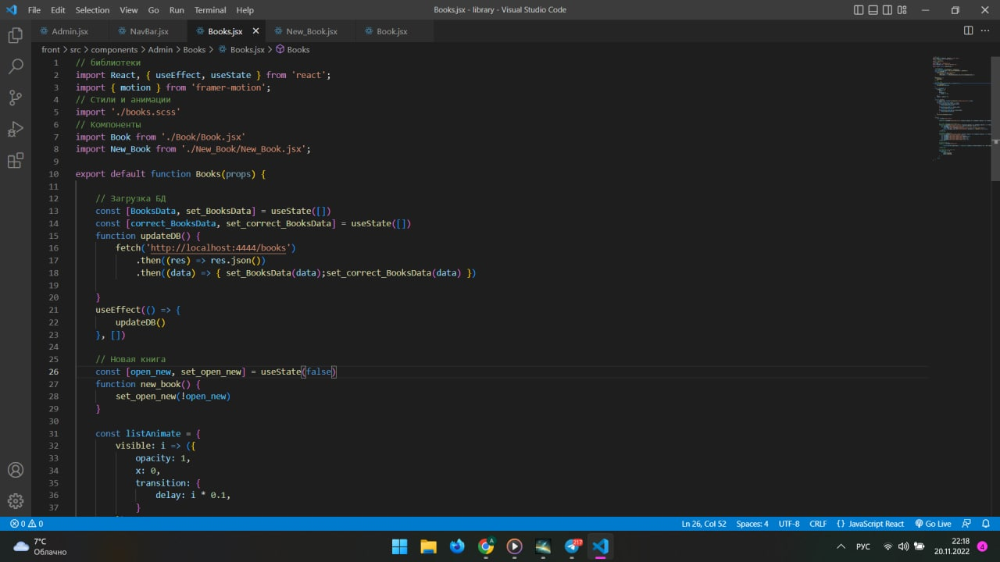 File Edit Selection View Go Run Terminal Help Books.jsx - library - Visual Studio Code
Admin.jsx NavBar.jsx Books.jsx New_Book.jsx Book.jsx
front > src > components > Admin > Books > Books.jsx > Books
1 // библиотеки
2 import React, { useEffect, useState } from 'react';
3 import { motion } from 'framer-motion';
4 // Стили и анимации
5 import './books.scss'
6 // Компоненты
7 import Book from './Book/Book.jsx'
8 import New_Book from './New_Book/New_Book.jsx';
9
10 export default function Books(props) {
11
12 // Загрузка БД
13 const [BooksData, set_BooksData] = useState([])
14 const [correct_BooksData, set_correct_BooksData] = useState([])
15 function updateDB() {
16 fetch('http://localhost:4444/books')
17 .then((res) => res.json())
18 .then((data) => { set_BooksData(data);set_correct_BooksData(data) })
19
20 }
21 useEffect(() => {
22 updateDB()
23 }, [])
24
25 // Новая книга
26 const [open_new, set_open_new] = useState(false)
27 function new_book() {
28 set_open_new(!open_new)
29 }
30
31 const listAnimate = {
32 visible: i => ({
33 opacity: 1,
34 x: 0,
35 transition: {
36 delay: i * 0.1,
37 }
0 0 Ln 26, Col 52 Spaces: 4 UTF-8 CRLF {} JavaScript React Go Live
7°C
Облачно
217
РУС
22:18
20.11.2022
4